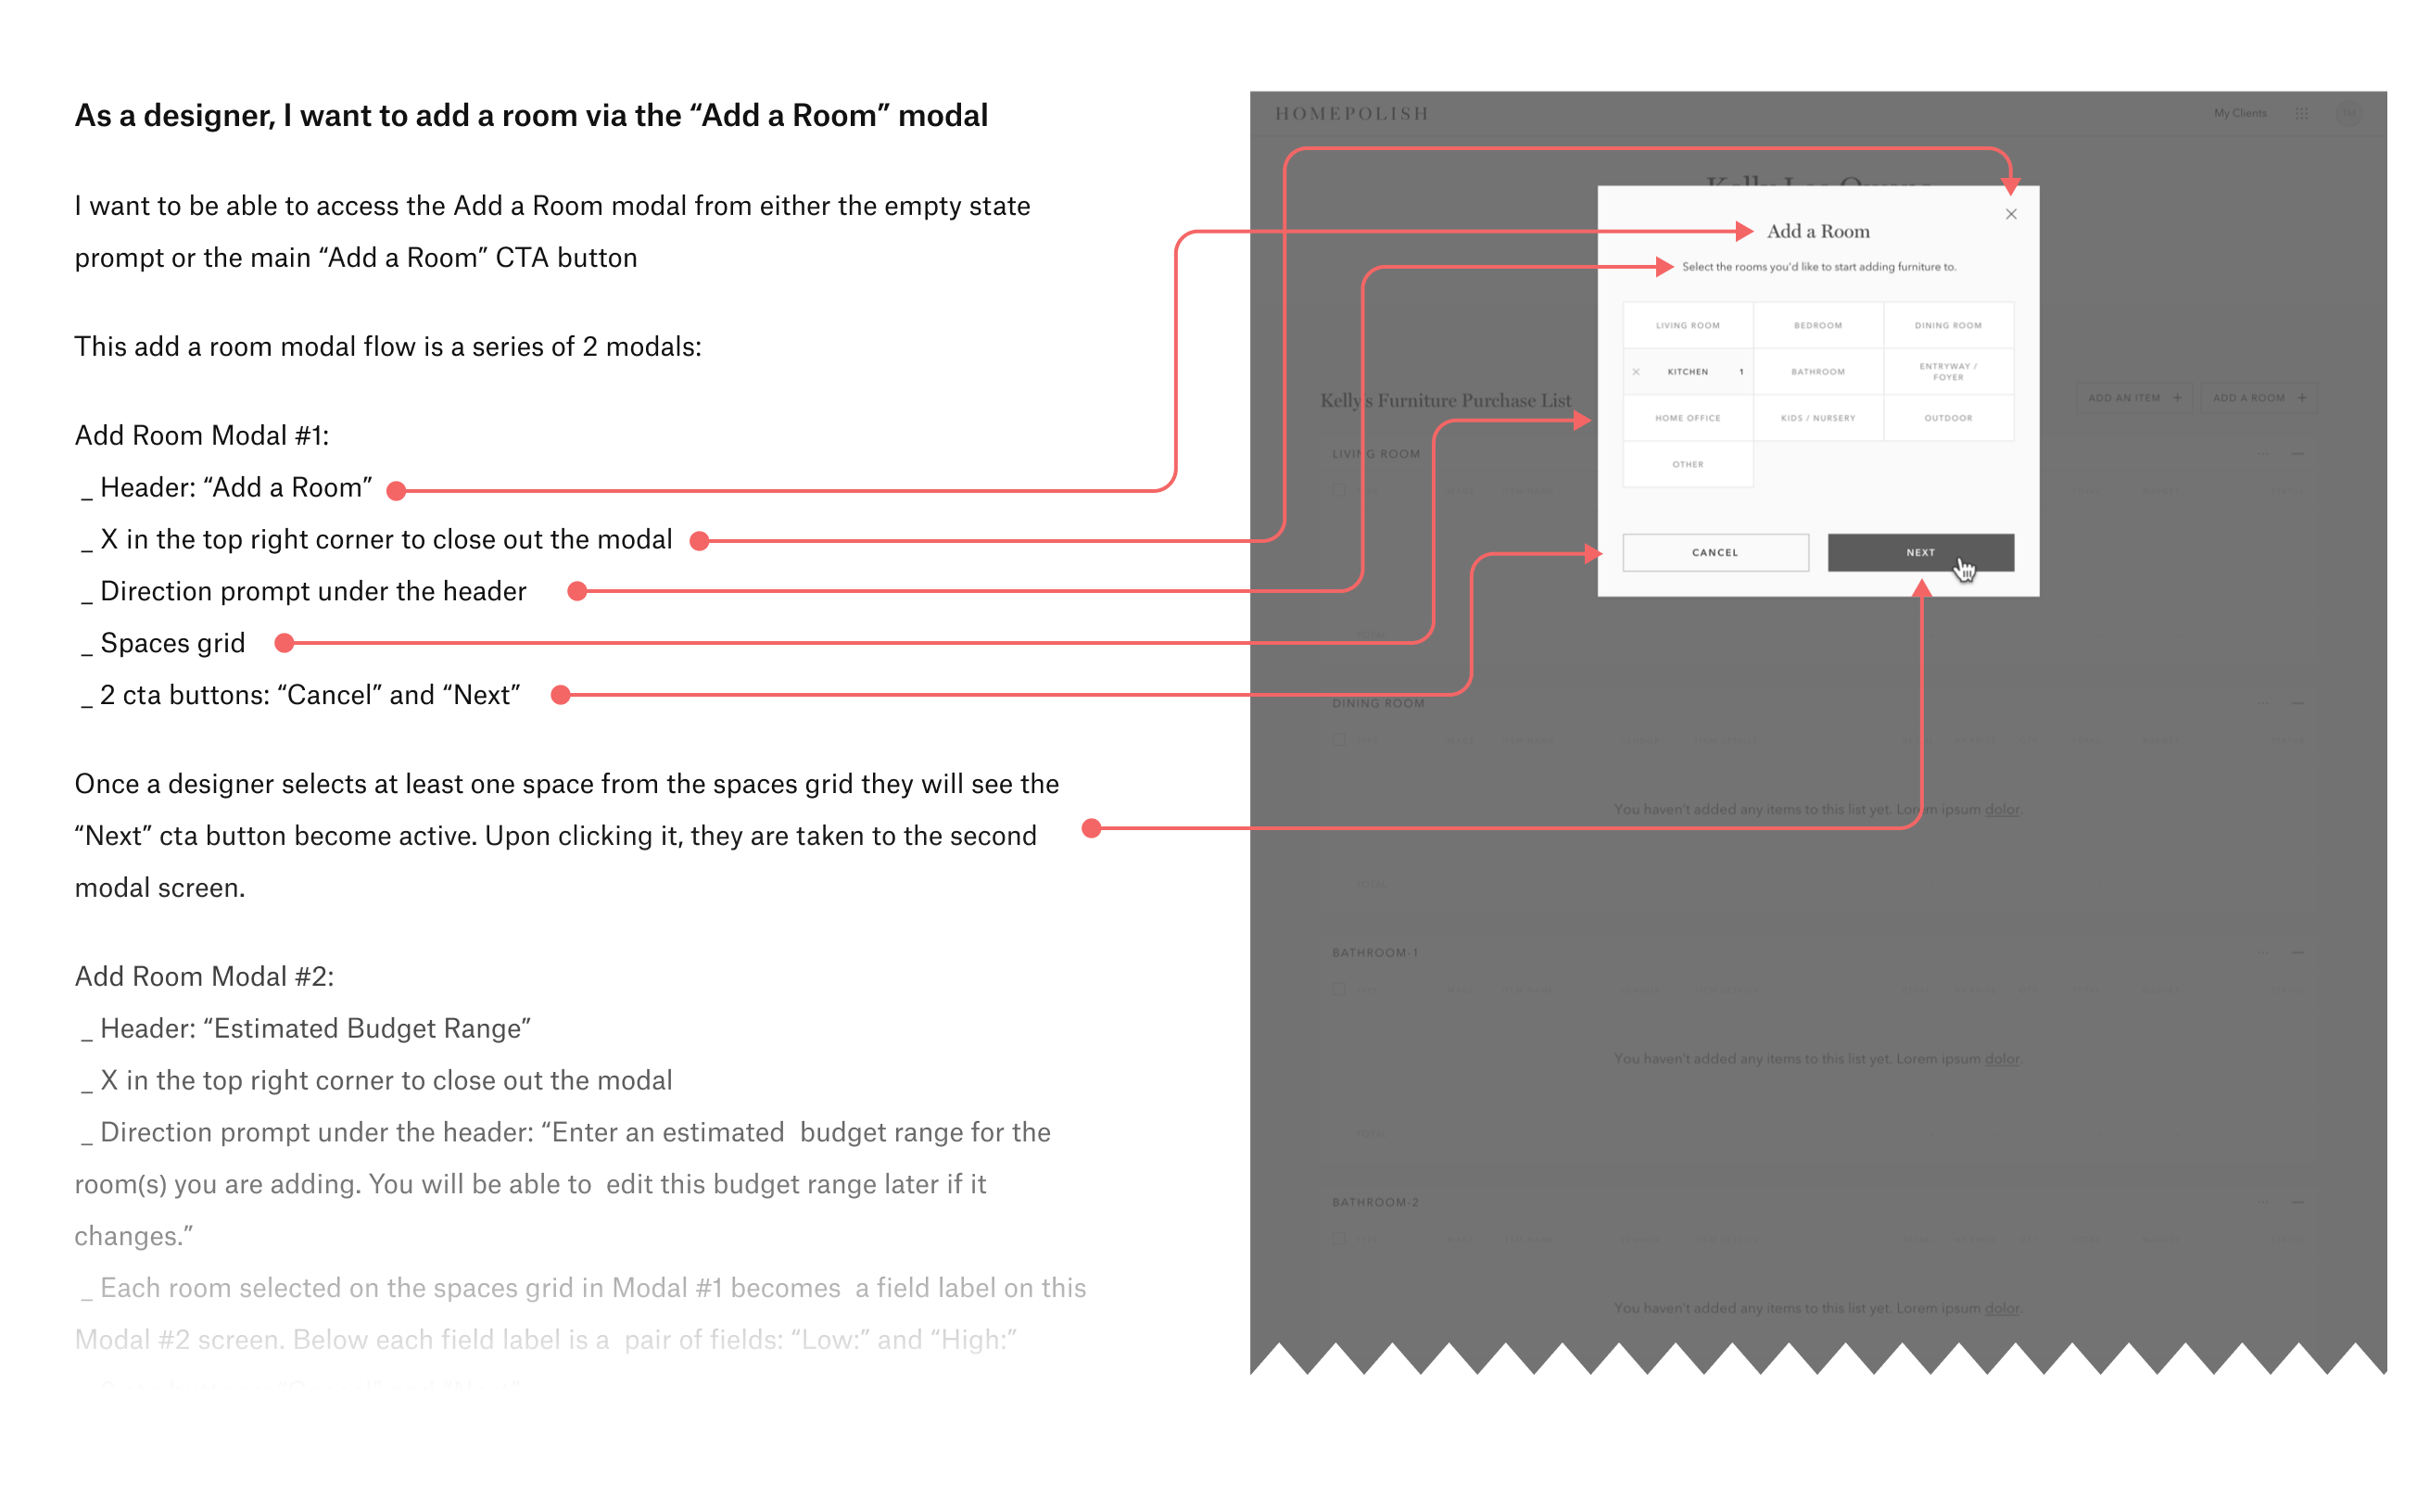 As a designer, I want to add a room via the “Add a Room” modal
I want to be able to access the Add a Room modal from either the empty state
prompt or the main “Add a Room” CTA button
This add a room modal flow is a series of 2 modals:
Add Room Modal #1:
_ Header: “Add a Room”
_ X in the top right corner to close out the modal
_ Direction prompt under the header
_ Spaces grid
_ 2 cta buttons: “Cancel” and “Next”
Once a designer selects at least one space from the spaces grid they will see the
“Next” cta button become active. Upon clicking it, they are taken to the second
modal screen.
Add Room Modal #2:
_ Header: “Estimated Budget Range”
_ X in the top right corner to close out the modal
_ Direction prompt under the header: “Enter an estimated  budget range for the
room(s) you are adding. You will be able to  edit this budget range later if it
changes.”
_ Each room selected on the spaces grid in Modal #1 becomes  a field label on this
Modal #2 screen. Below each field label is a  pair of fields: “Low:” and “High:”
HOMEPOLISH
My Clients
Add a Room
Select the rooms you'd like to start adding furniture to.
LIVING ROOM BEDROOM DINING ROOM
× KITCHEN 1 BATHROOM ENTRYWAY /
FOYER
HOME OFFICE KIDS / NURSERY OUTDOOR
OTHER
CANCEL NEXT
Kelly's Furniture Purchase List
ADD AN ITEM + ADD A ROOM +
LIVING ROOM
TOTAL
DINING ROOM
You haven't added any items to this list yet. Lorem ipsum dolor.
TOTAL
BATHROOM-1
You haven't added any items to this list yet. Lorem ipsum dolor.
TOTAL
BATHROOM-2
You haven't added any items to this list yet. Lorem ipsum dolor.